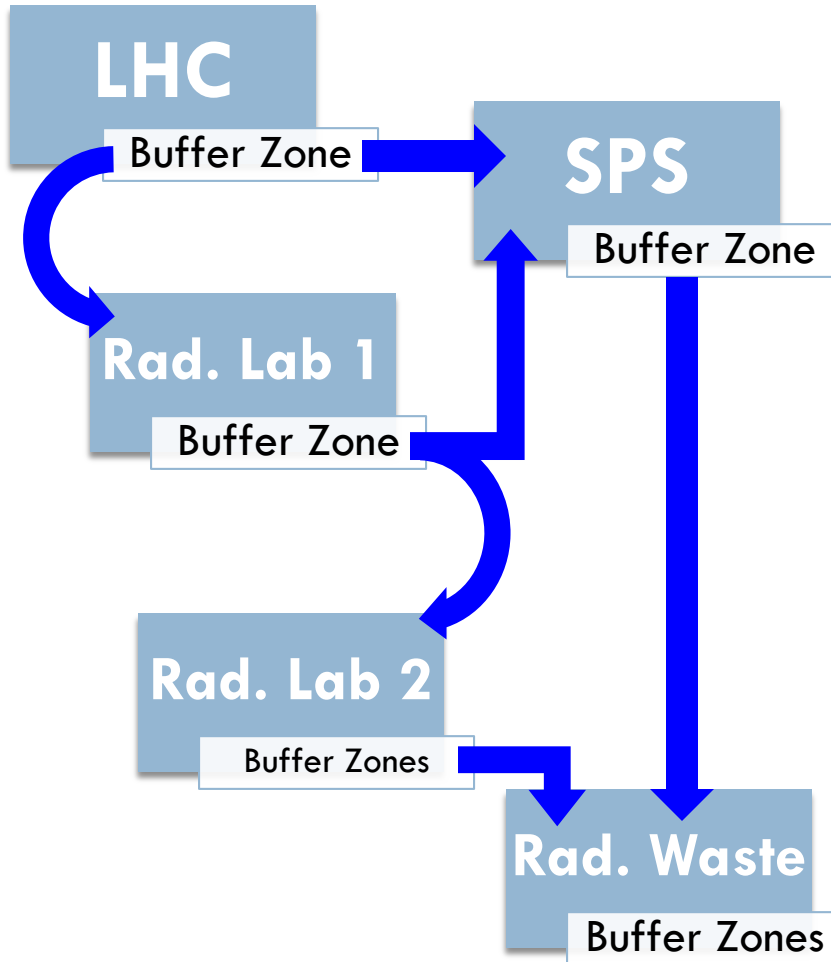 LHC
Buffer Zone
SPS
Buffer Zone
Rad. Lab 1
Buffer Zone
Rad. Lab 2
Buffer Zones
Rad. Waste
Buffer Zones